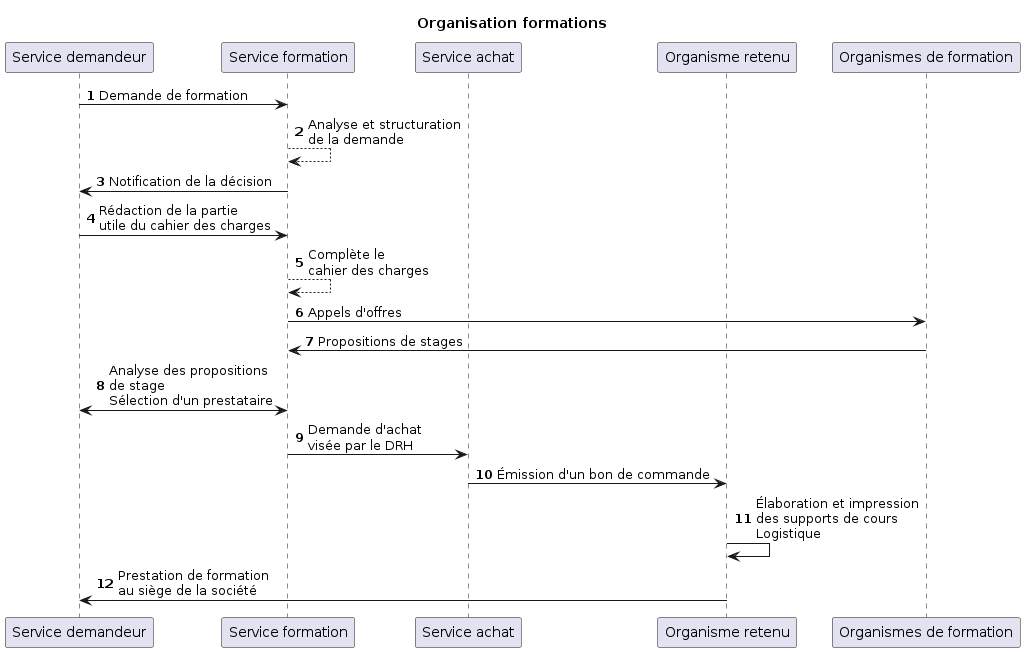 Organisation formations
Service demandeur
Service formation
Service achat
Organisme retenu
Organismes de formation
1 Demande de formation
2 Analyse et structuration
de la demande
3 Notification de la décision
4 Rédaction de la partie
utile du cahier des charges
5 Complète le
cahier des charges
6 Appels d'offres
7 Propositions de stages
8 Analyse des propositions
de stage
Sélection d'un prestataire
9 Demande d'achat
visée par le DRH
10 Émission d'un bon de commande
11 Élaboration et impression
des supports de cours
Logistique
12 Prestation de formation
au siège de la société
Service demandeur
Service formation
Service achat
Organisme retenu
Organismes de formation